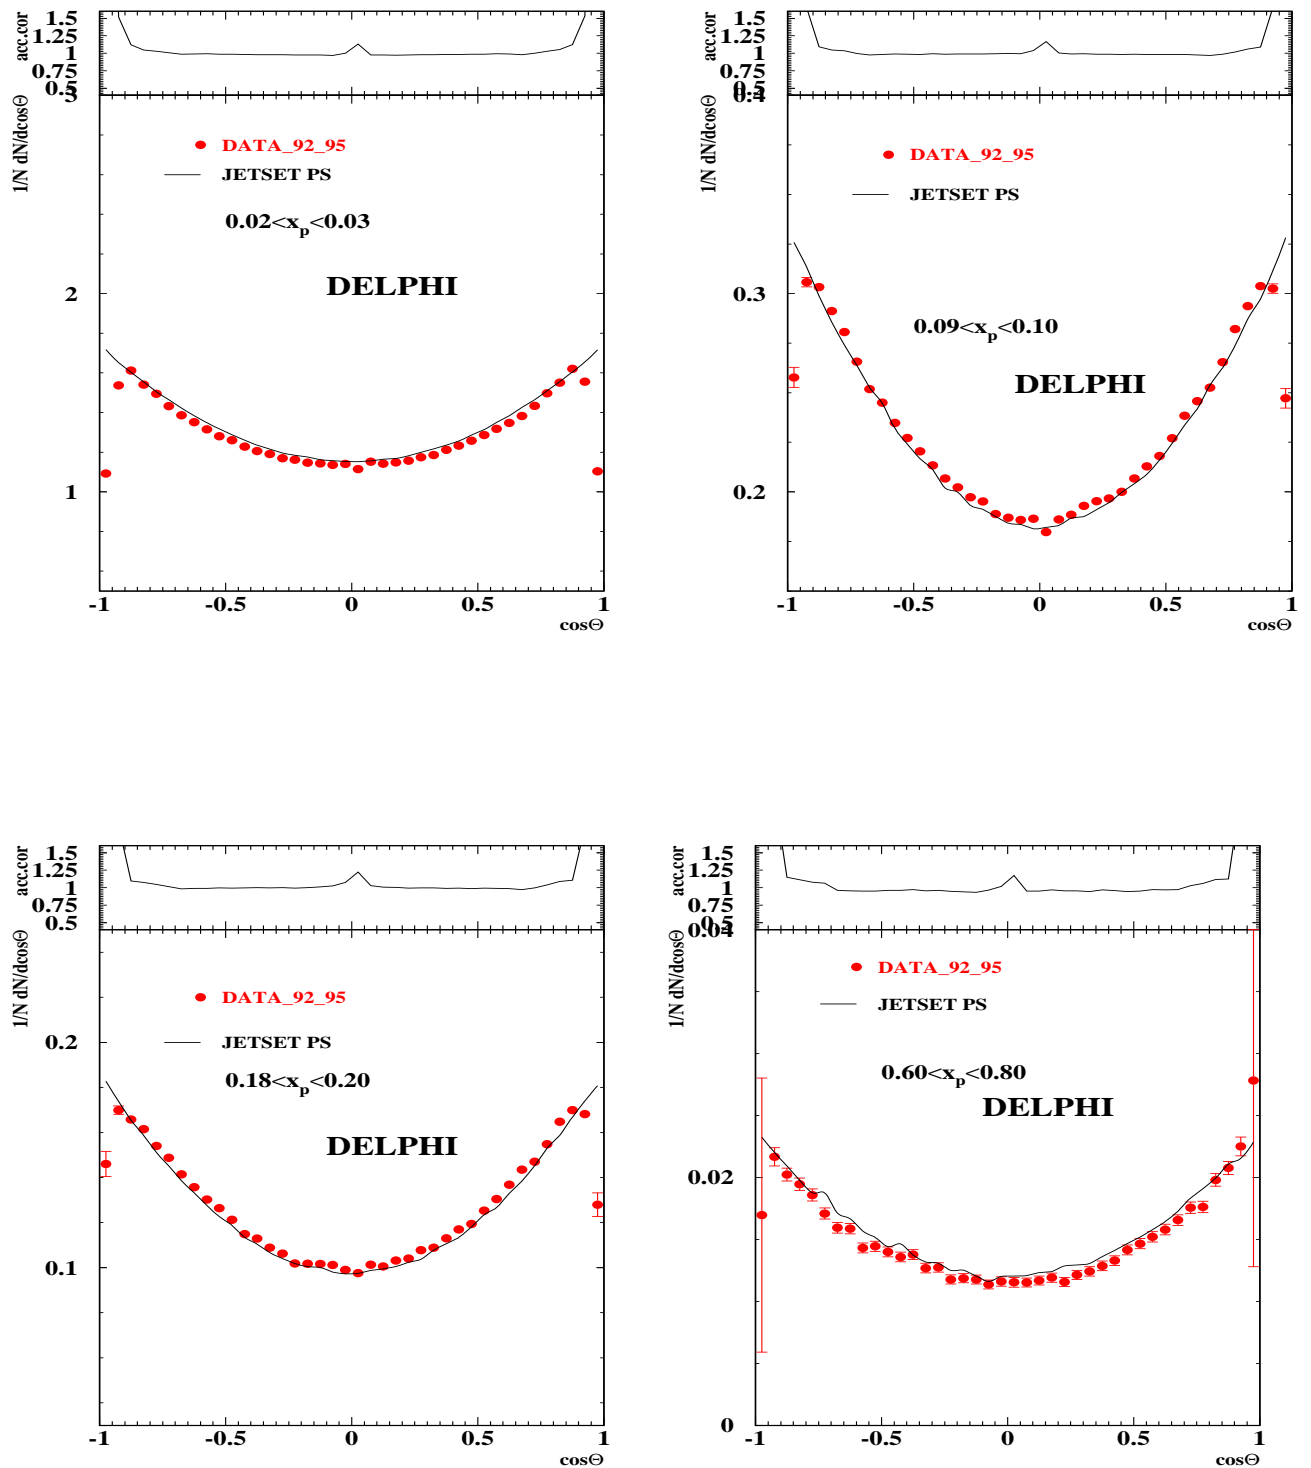 acc.cor
1.5
1.25
1
0.75
0.5
3
1/N dN/dcosΘ
DATA_92_95
JETSET PS
0.02<x_p<0.03
DELPHI
2
1
-1 -0.5 0 0.5 1
cosΘ
acc.cor
1.5
1.25
1
0.75
0.5
0.4
1/N dN/dcosΘ
DATA_92_95
JETSET PS
0.3
0.09<x_p<0.10
DELPHI
0.2
-1 -0.5 0 0.5 1
cosΘ
acc.cor
1.5
1.25
1
0.75
0.5
1/N dN/dcosΘ
DATA_92_95
JETSET PS
0.2
0.18<x_p<0.20
DELPHI
0.1
-1 -0.5 0 0.5 1
cosΘ
acc.cor
1.5
1.25
1
0.75
0.5
0.04
1/N dN/dcosΘ
DATA_92_95
JETSET PS
0.60<x_p<0.80
DELPHI
0.02
0
-1 -0.5 0 0.5 1
cosΘ